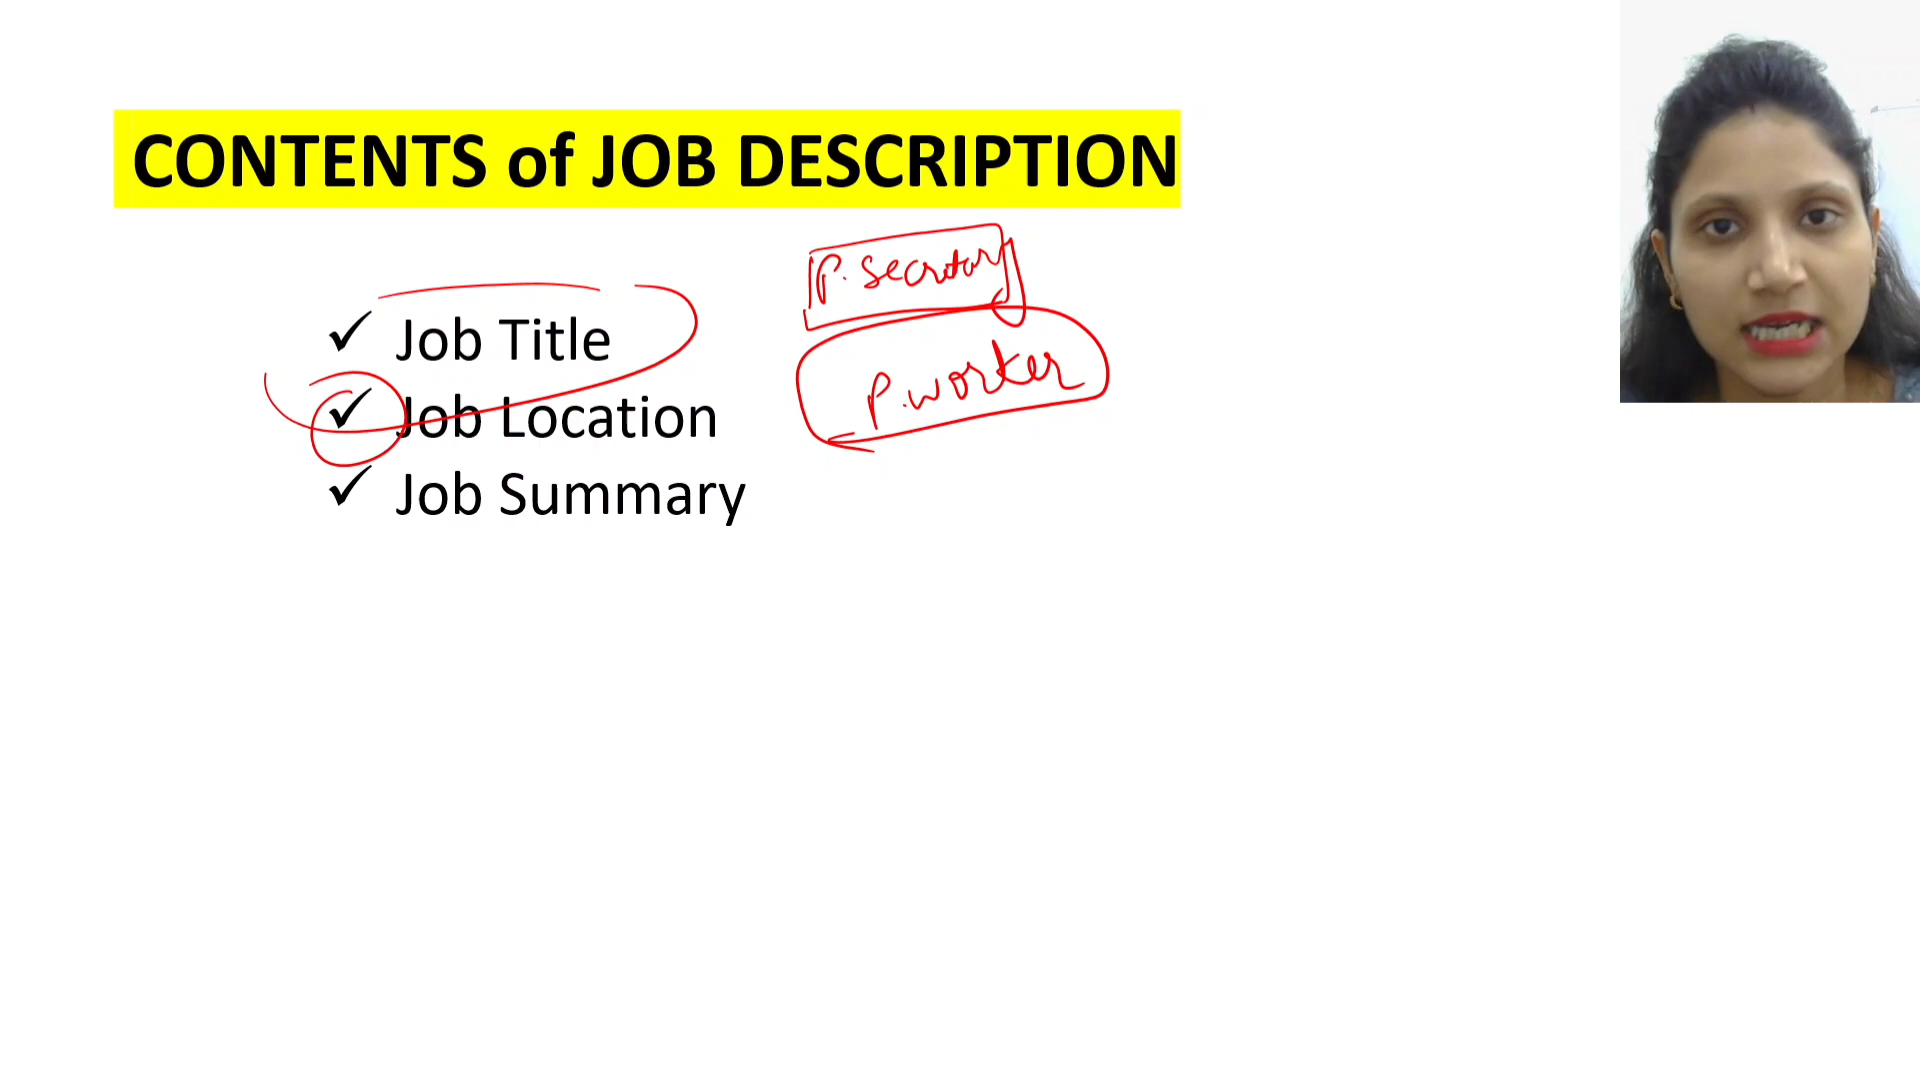 CONTENTS of JOB DESCRIPTION
P. Secretary
Job Title
P. worker
Job Location
Job Summary